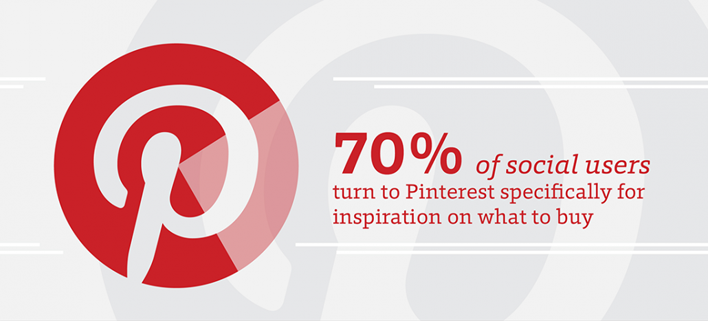 70% of social users
turn to Pinterest specifically for
inspiration on what to buy